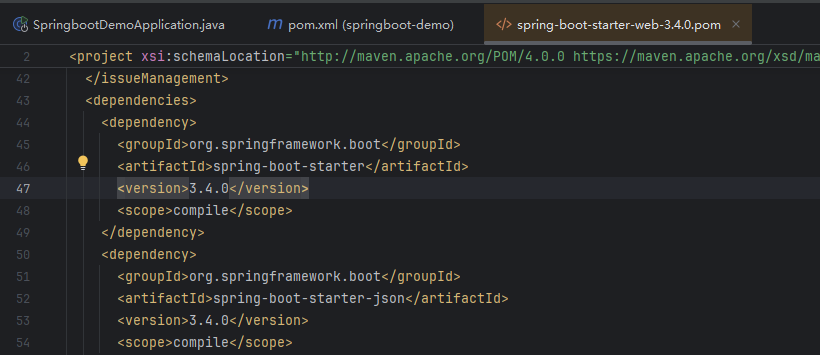 SpringbootDemoApplication.java
pom.xml (springboot-demo)
spring-boot-starter-web-3.4.0.pom
2 <project xsi:schemaLocation="http://maven.apache.org/POM/4.0.0 https://maven.apache.org/xsd/ma
42 </issueManagement>
43 <dependencies>
44 <dependency>
45 <groupId>org.springframework.boot</groupId>
46 <artifactId>spring-boot-starter</artifactId>
47 <version>3.4.0</version>
48 <scope>compile</scope>
49 </dependency>
50 <dependency>
51 <groupId>org.springframework.boot</groupId>
52 <artifactId>spring-boot-starter-json</artifactId>
53 <version>3.4.0</version>
54 <scope>compile</scope>